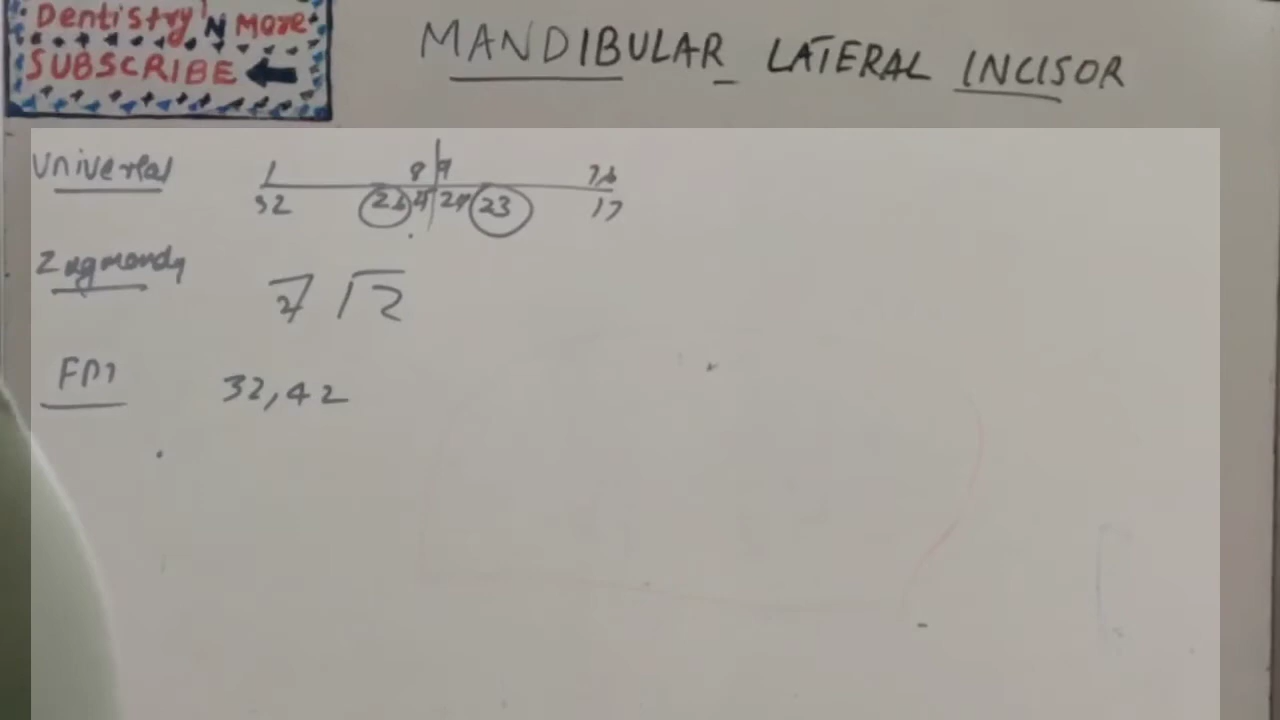 Dentistry'N More
SUBSCRIBE
MANDIBULAR LATERAL INCISOR
Universal
1 8 9 16
32 26 25 24 23 17
Zsigmondy
2 2
FDI
32, 42